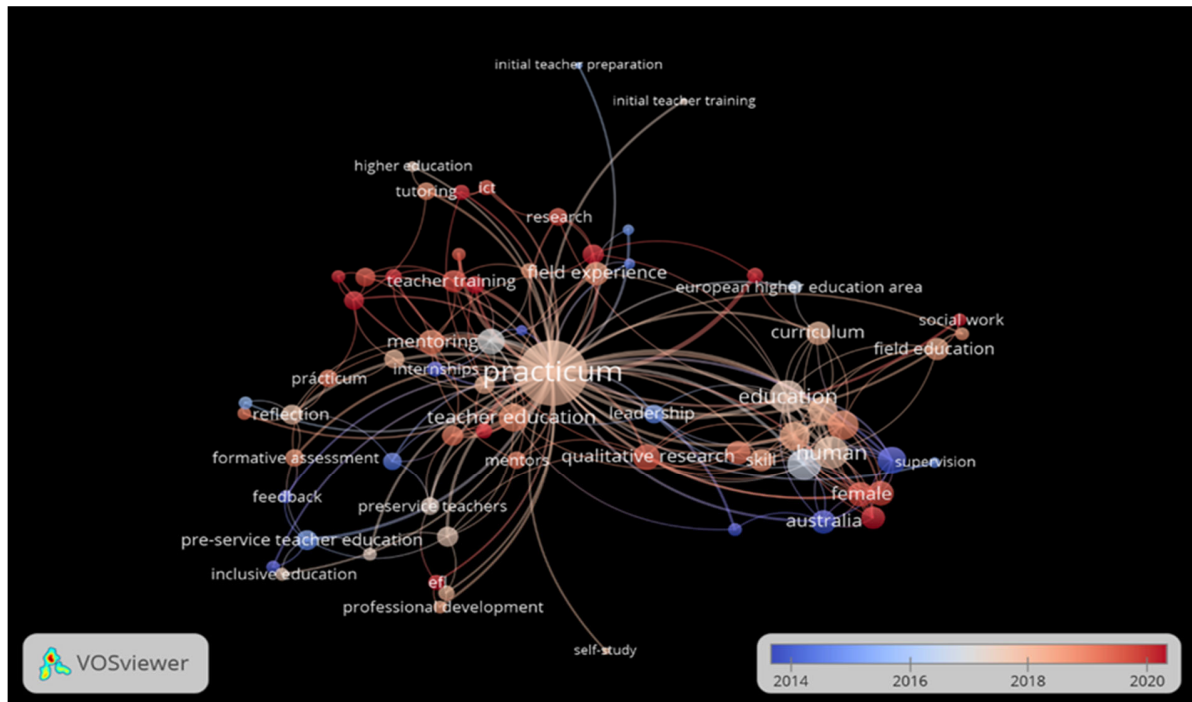 initial teacher preparation
initial teacher training
higher education
tutoring
ict
research
field experience
teacher training
european higher education area
social work
curriculum
field education
mentoring
internships
practicum
prácticum
education
reflection
teacher education
leadership
formative assessment
mentors
qualitative research
skill
human
supervision
feedback
preservice teachers
female
australia
pre-service teacher education
inclusive education
efl
professional development
self-study
VOSviewer
2014
2016
2018
2020